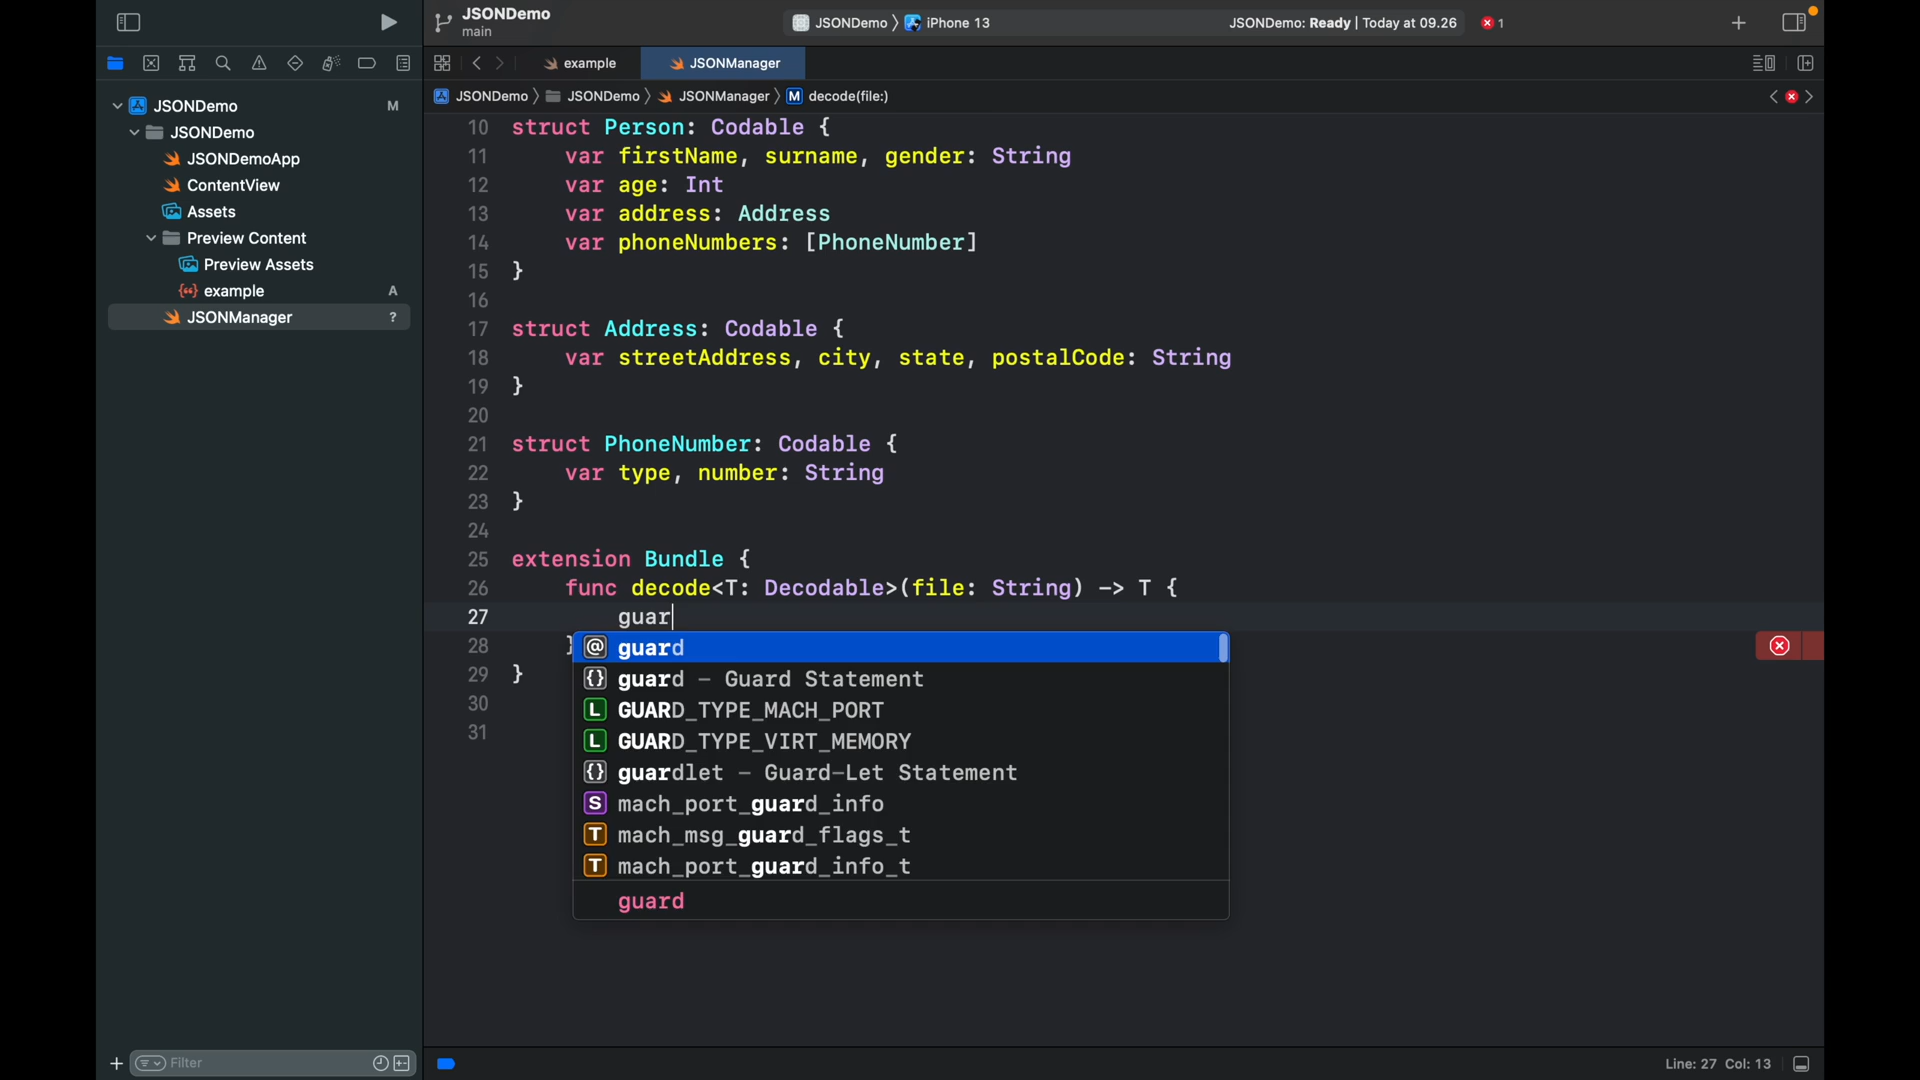 JSONDemo
main
JSONDemo
iPhone 13
JSONDemo: Ready | Today at 09.26
1
example
JSONManager
JSONDemo
JSONDemo
JSONManager
M decode(file:)
JSONDemo M
JSONDemo
JSONDemoApp
ContentView
Assets
Preview Content
Preview Assets
example A
JSONManager ?
10 struct Person: Codable {
11 var firstName, surname, gender: String
12 var age: Int
13 var address: Address
14 var phoneNumbers: [PhoneNumber]
15 }
16
17 struct Address: Codable {
18 var streetAddress, city, state, postalCode: String
19 }
20
21 struct PhoneNumber: Codable {
22 var type, number: String
23 }
24
25 extension Bundle {
26 func decode<T: Decodable>(file: String) -> T {
27 guar
28 }
29 }
30
31
@ guard
{} guard – Guard Statement
L GUARD_TYPE_MACH_PORT
L GUARD_TYPE_VIRT_MEMORY
{} guardlet – Guard-Let Statement
S mach_port_guard_info
T mach_msg_guard_flags_t
T mach_port_guard_info_t
guard
Filter
Line: 27 Col: 13